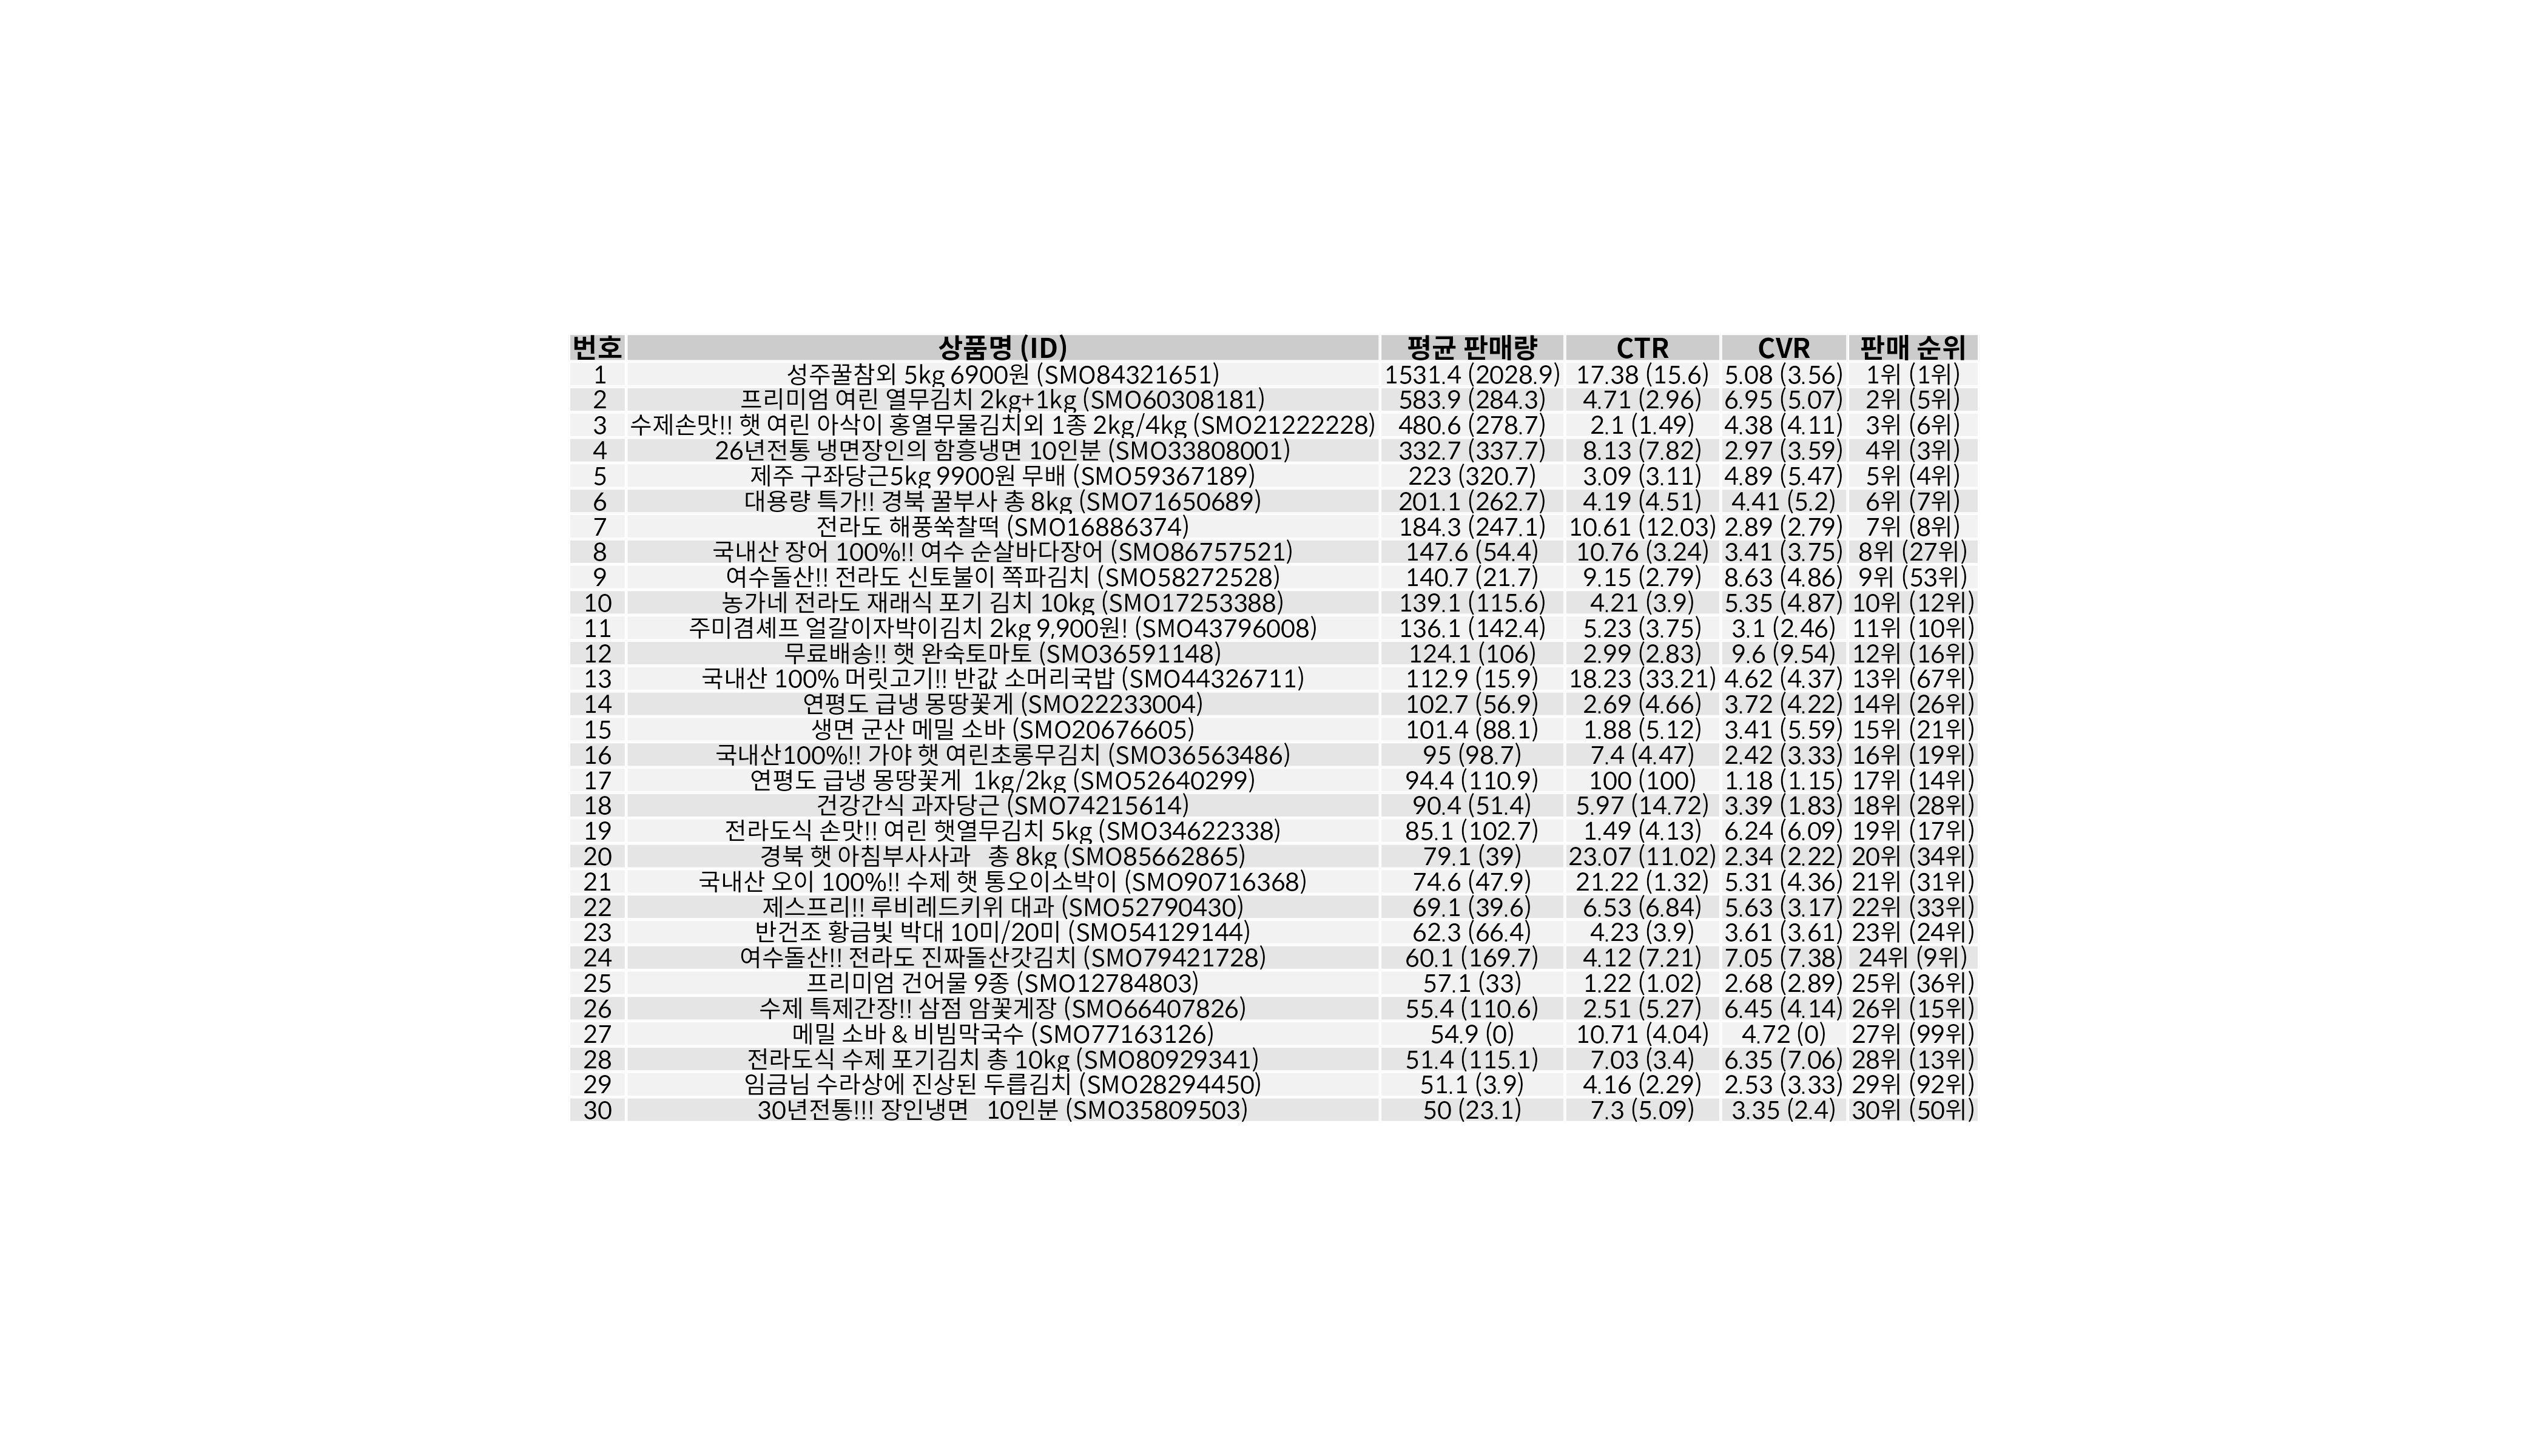 번호 상품명 (ID) 평균 판매량 CTR CVR 판매 순위
1 성주꿀참외 5kg 6900원 (SMO84321651) 1531.4 (2028.9) 17.38 (15.6) 5.08 (3.56) 1위 (1위)
2 프리미엄 여린 열무김치 2kg+1kg (SMO60308181) 583.9 (284.3) 4.71 (2.96) 6.95 (5.07) 2위 (5위)
3 수제손맛!! 햇 여린 아삭이 홍열무물김치외 1종 2kg/4kg (SMO21222228) 480.6 (278.7) 2.1 (1.49) 4.38 (4.11) 3위 (6위)
4 26년전통 냉면장인의 함흥냉면 10인분 (SMO33808001) 332.7 (337.7) 8.13 (7.82) 2.97 (3.59) 4위 (3위)
5 제주 구좌당근5kg 9900원 무배 (SMO59367189) 223 (320.7) 3.09 (3.11) 4.89 (5.47) 5위 (4위)
6 대용량 특가!! 경북 꿀부사 총 8kg (SMO71650689) 201.1 (262.7) 4.19 (4.51) 4.41 (5.2) 6위 (7위)
7 전라도 해풍쑥찰떡 (SMO16886374) 184.3 (247.1) 10.61 (12.03) 2.89 (2.79) 7위 (8위)
8 국내산 장어 100%!! 여수 순살바다장어 (SMO86757521) 147.6 (54.4) 10.76 (3.24) 3.41 (3.75) 8위 (27위)
9 여수돌산!! 전라도 신토불이 쪽파김치 (SMO58272528) 140.7 (21.7) 9.15 (2.79) 8.63 (4.86) 9위 (53위)
10 농가네 전라도 재래식 포기 김치 10kg (SMO17253388) 139.1 (115.6) 4.21 (3.9) 5.35 (4.87) 10위 (12위)
11 주미겸셰프 얼갈이자박이김치 2kg 9,900원! (SMO43796008) 136.1 (142.4) 5.23 (3.75) 3.1 (2.46) 11위 (10위)
12 무료배송!! 햇 완숙토마토 (SMO36591148) 124.1 (106) 2.99 (2.83) 9.6 (9.54) 12위 (16위)
13 국내산 100% 머릿고기!! 반값 소머리국밥 (SMO44326711) 112.9 (15.9) 18.23 (33.21) 4.62 (4.37) 13위 (67위)
14 연평도 급냉 몽땅꽃게 (SMO22233004) 102.7 (56.9) 2.69 (4.66) 3.72 (4.22) 14위 (26위)
15 생면 군산 메밀 소바 (SMO20676605) 101.4 (88.1) 1.88 (5.12) 3.41 (5.59) 15위 (21위)
16 국내산100%!! 가야 햇 여린초롱무김치 (SMO36563486) 95 (98.7) 7.4 (4.47) 2.42 (3.33) 16위 (19위)
17 연평도 급냉 몽땅꽃게 1kg/2kg (SMO52640299) 94.4 (110.9) 100 (100) 1.18 (1.15) 17위 (14위)
18 건강간식 과자당근 (SMO74215614) 90.4 (51.4) 5.97 (14.72) 3.39 (1.83) 18위 (28위)
19 전라도식 손맛!! 여린 햇열무김치 5kg (SMO34622338) 85.1 (102.7) 1.49 (4.13) 6.24 (6.09) 19위 (17위)
20 경북 햇 아침부사사과 총 8kg (SMO85662865) 79.1 (39) 23.07 (11.02) 2.34 (2.22) 20위 (34위)
21 국내산 오이 100%!! 수제 햇 통오이소박이 (SMO90716368) 74.6 (47.9) 21.22 (1.32) 5.31 (4.36) 21위 (31위)
22 제스프리!! 루비레드키위 대과 (SMO52790430) 69.1 (39.6) 6.53 (6.84) 5.63 (3.17) 22위 (33위)
23 반건조 황금빛 박대 10미/20미 (SMO54129144) 62.3 (66.4) 4.23 (3.9) 3.61 (3.61) 23위 (24위)
24 여수돌산!! 전라도 진짜돌산갓김치 (SMO79421728) 60.1 (169.7) 4.12 (7.21) 7.05 (7.38) 24위 (9위)
25 프리미엄 건어물 9종 (SMO12784803) 57.1 (33) 1.22 (1.02) 2.68 (2.89) 25위 (36위)
26 수제 특제간장!! 삼점 암꽃게장 (SMO66407826) 55.4 (110.6) 2.51 (5.27) 6.45 (4.14) 26위 (15위)
27 메밀 소바 & 비빔막국수 (SMO77163126) 54.9 (0) 10.71 (4.04) 4.72 (0) 27위 (99위)
28 전라도식 수제 포기김치 총 10kg (SMO80929341) 51.4 (115.1) 7.03 (3.4) 6.35 (7.06) 28위 (13위)
29 임금님 수라상에 진상된 두릅김치 (SMO28294450) 51.1 (3.9) 4.16 (2.29) 2.53 (3.33) 29위 (92위)
30 30년전통!!! 장인냉면 10인분 (SMO35809503) 50 (23.1) 7.3 (5.09) 3.35 (2.4) 30위 (50위)